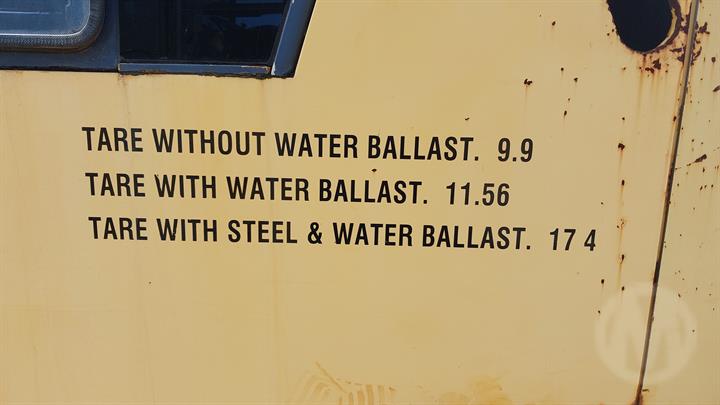 TARE WITHOUT WATER BALLAST. 9.9
TARE WITH WATER BALLAST. 11.56
TARE WITH STEEL & WATER BALLAST. 17 4
M